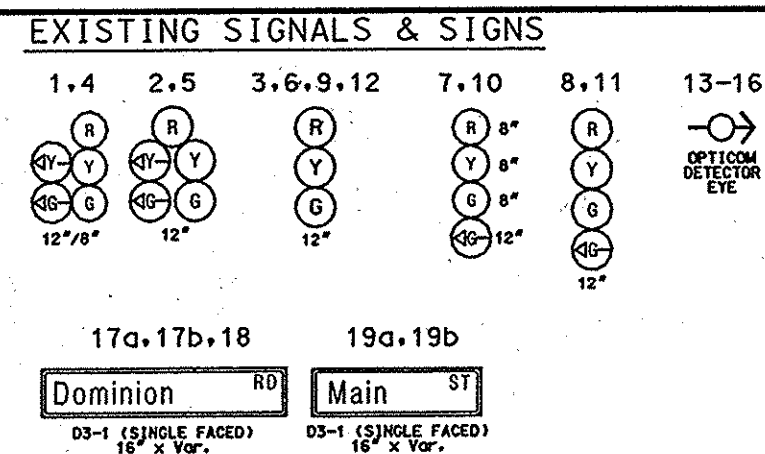 EXISTING SIGNALS & SIGNS
1,4 2,5 3,6,9,12 7,10 8,11 13-16
R R R R 8" R
Y Y Y Y Y Y 8" Y
G G G G G G 8" G
G 12" G
12"/8" 12" 12" 12"
OPTICOM
DETECTOR
EYE
17a,17b,18 19a,19b
Dominion RD Main ST
D3-1 (SINGLE FACED) D3-1 (SINGLE FACED)
16" x Var. 16" x Var.